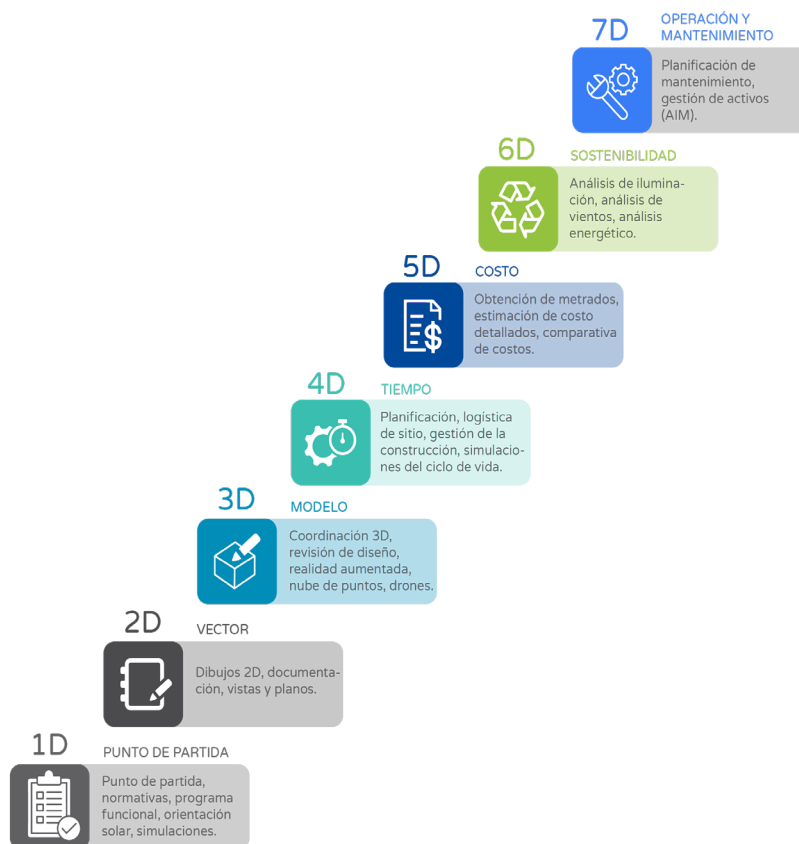 7D
OPERACIÓN Y
MANTENIMIENTO
Planificación de
mantenimiento,
gestión de activos
(AIM).
6D
SOSTENIBILIDAD
Análisis de ilumina-
ción, análisis de
vientos, análisis
energético.
5D
COSTO
Obtención de metrados,
estimación de costo
detallados, comparativa
de costos.
4D
TIEMPO
Planificación, logística
de sitio, gestión de la
construcción, simulacio-
nes del ciclo de vida.
3D
MODELO
Coordinación 3D,
revisión de diseño,
realidad aumentada,
nube de puntos, drones.
2D
VECTOR
Dibujos 2D, documenta-
ción, vistas y planos.
1D
PUNTO DE PARTIDA
Punto de partida,
normativas, programa
funcional, orientación
solar, simulaciones.